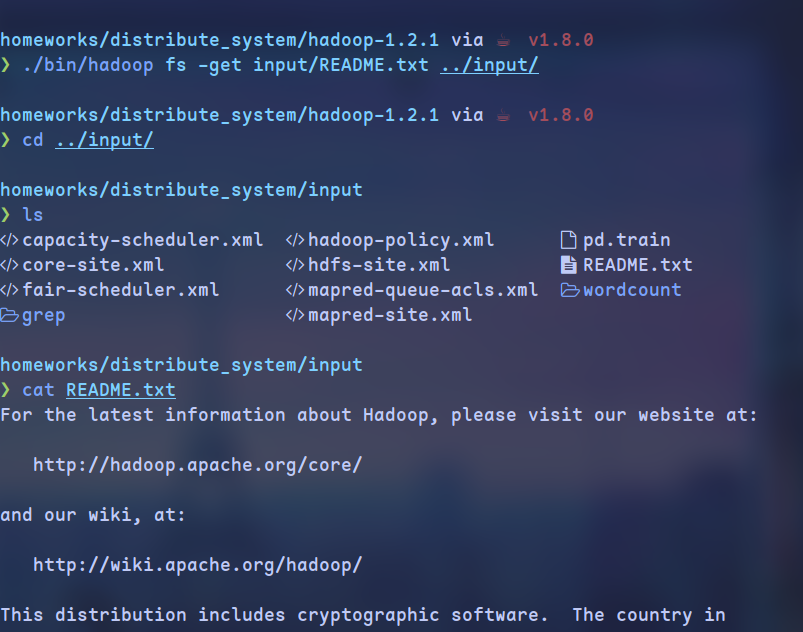 homeworks/distribute_system/hadoop-1.2.1 via ☕ v1.8.0
❯ ./bin/hadoop fs -get input/README.txt ../input/
homeworks/distribute_system/hadoop-1.2.1 via ☕ v1.8.0
❯ cd ../input/
homeworks/distribute_system/input
❯ ls
capacity-scheduler.xml hadoop-policy.xml pd.train
core-site.xml hdfs-site.xml README.txt
fair-scheduler.xml mapred-queue-acls.xml wordcount
grep mapred-site.xml
homeworks/distribute_system/input
❯ cat README.txt
For the latest information about Hadoop, please visit our website at:
http://hadoop.apache.org/core/
and our wiki, at:
http://wiki.apache.org/hadoop/
This distribution includes cryptographic software.  The country in